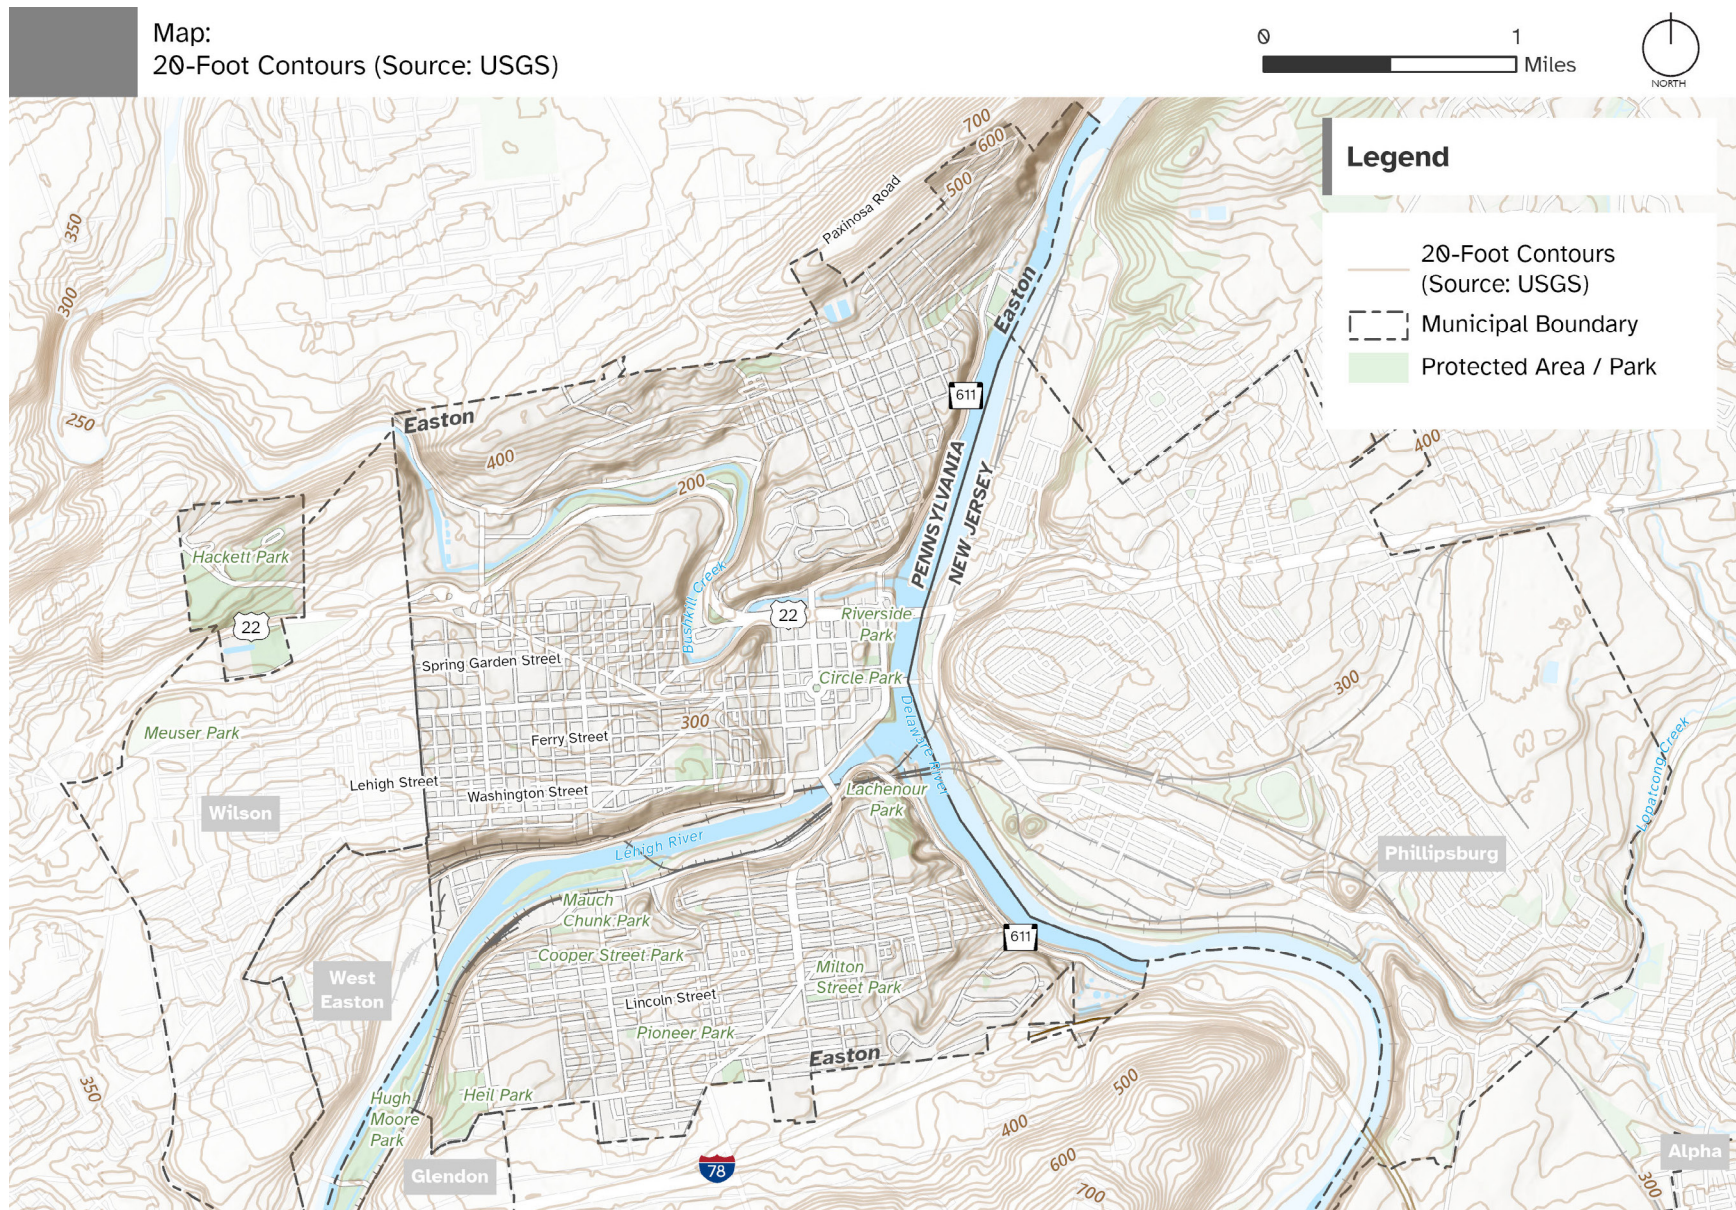 Map:
20-Foot Contours (Source: USGS)
0
1
Miles
NORTH
Legend
20-Foot Contours
(Source: USGS)
Municipal Boundary
Protected Area / Park
700
600
500
Paxinosa Road
350
300
250
Easton
Easton
400
200
611
PENNSYLVANIA
NEW JERSEY
400
Hackett Park
22
Bushkill Creek
22
Riverside
Park
Spring Garden Street
Circle Park
300
Meuser Park
300
Ferry Street
Delaware River
Lopatcong Creek
Lehigh Street
Washington Street
Lachenour
Park
Wilson
Lehigh River
Phillipsburg
Mauch
Chunk Park
611
Cooper Street Park
West
Easton
Milton
Street Park
Lincoln Street
Pioneer Park
Easton
350
500
Hugh
Moore
Park
Heil Park
400
600
78
Glendon
700
Alpha
300